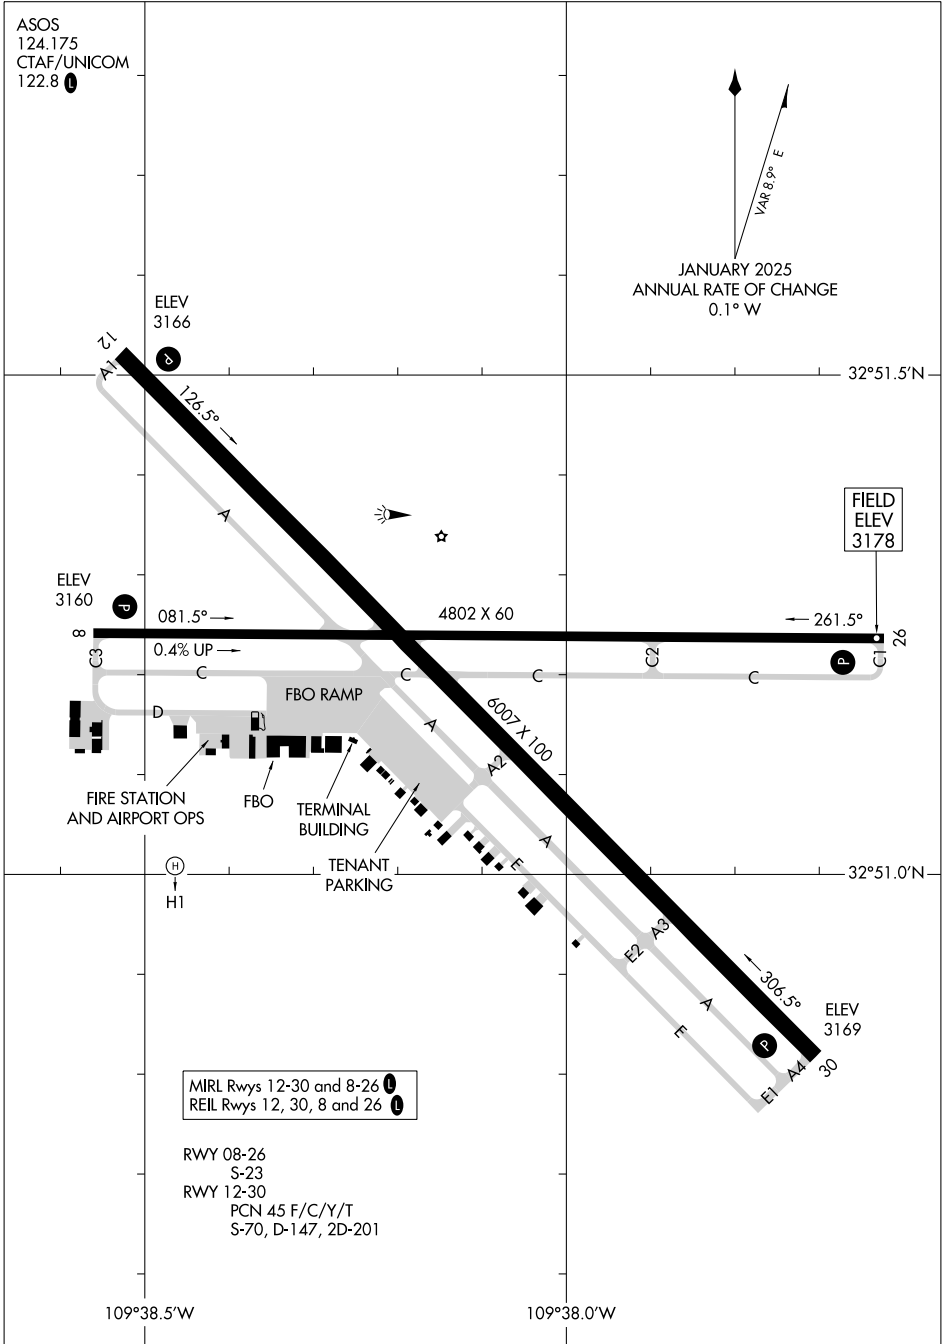 ASOS
124.175
CTAF/UNICOM
122.8 L
VAR 8.9° E
JANUARY 2025
ANNUAL RATE OF CHANGE
0.1° W
ELEV
3166
12
P
A1
32°51.5'N
126.5°
A
FIELD
ELEV
3178
ELEV
3160
P
081.5°
4802 X 60
261.5°
8
26
0.4% UP
C3
C
C
C
C2
C
P
C1
FBO RAMP
D
A
6007 X 100
A2
FIRE STATION
AND AIRPORT OPS
FBO
TERMINAL
BUILDING
TENANT
PARKING
A
E
H
H1
32°51.0'N
A3
E2
306.5°
A
E
ELEV
3169
P
A4
30
E1
MIRL Rwys 12-30 and 8-26 L
REIL Rwys 12, 30, 8 and 26 L
RWY 08-26
S-23
RWY 12-30
PCN 45 F/C/Y/T
S-70, D-147, 2D-201
109°38.5'W
109°38.0'W